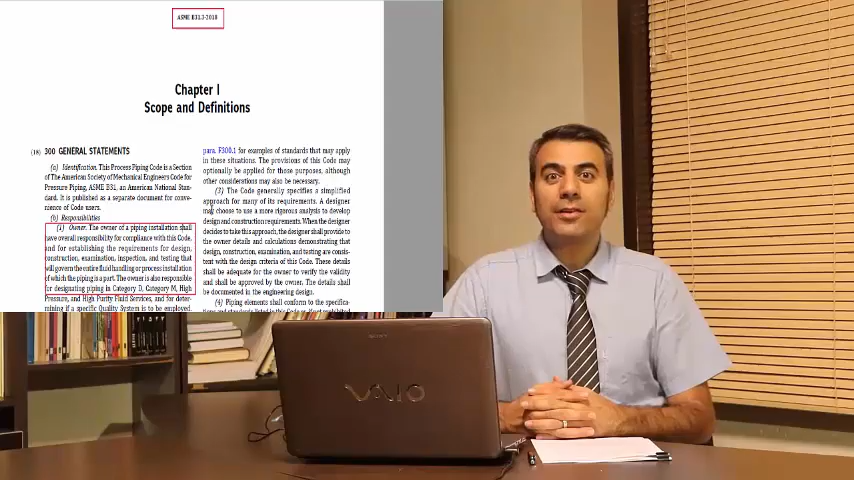 ASME B31.3-2018
Chapter I
Scope and Definitions
(18) 300 GENERAL STATEMENTS
(a) Identification. This Process Piping Code is a Section
of The American Society of Mechanical Engineers Code for
Pressure Piping, ASME B31, an American National Stan-
dard. It is published as a separate document for conve-
nience of Code users.
(b) Responsibilities
(1) Owner. The owner of a piping installation shall
have overall responsibility for compliance with this Code,
and for establishing the requirements for design,
construction, examination, inspection, and testing that
will govern the entire fluid handling or process installation
of which the piping is a part. The owner is also responsible
for designating piping in Category D, Category M, High
Pressure, and High Purity Fluid Services, and for deter-
mining if a specific Quality System is to be employed.
para. F300.1 for examples of standards that may apply
in these situations. The provisions of this Code may
optionally be applied for those purposes, although
other considerations may also be necessary.
(3) The Code generally specifies a simplified
approach for many of its requirements. A designer
may choose to use a more rigorous analysis to develop
design and construction requirements. When the designer
decides to take this approach, the designer shall provide to
the owner details and calculations demonstrating that
design, construction, examination, and testing are consis-
tent with the design criteria of this Code. These details
shall be adequate for the owner to verify the validity
and shall be approved by the owner. The details shall
be documented in the engineering design.
(4) Piping elements shall conform to the specifica-
VAIO